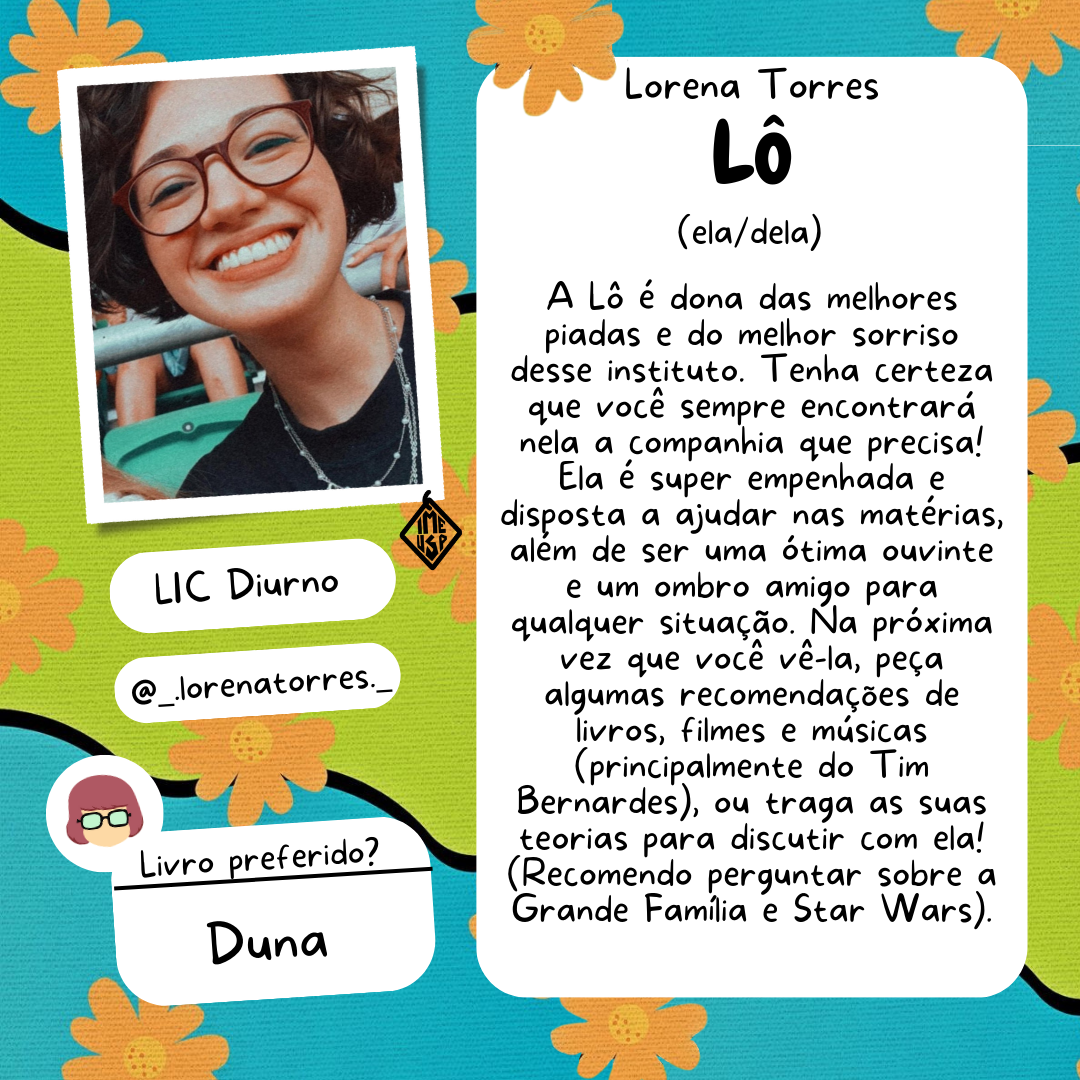 Lorena Torres
Lô
(ela/dela)
A Lô é dona das melhores
piadas e do melhor sorriso
desse instituto. Tenha certeza
que você sempre encontrará
nela a companhia que precisa!
Ela é super empenhada e
disposta a ajudar nas matérias,
além de ser uma ótima ouvinte
e um ombro amigo para
qualquer situação. Na próxima
vez que você vê-la, peça
algumas recomendações de
livros, filmes e músicas
(principalmente do Tim
Bernardes), ou traga as suas
teorias para discutir com ela!
(Recomendo perguntar sobre a
Grande Família e Star Wars).
IME
USP
LIC Diurno
@_.lorenatorres._
Livro preferido?
Duna